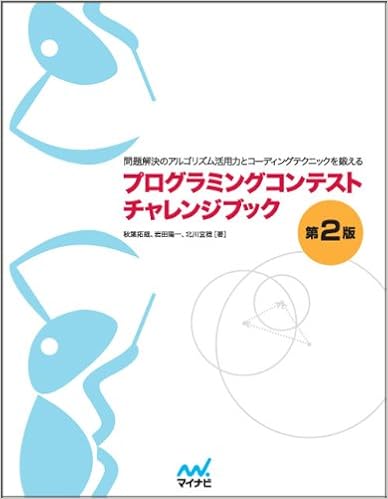 問題解決のアルゴリズム活用力とコーディングテクニックを鍛える
プログラミングコンテスト
チャレンジブック
第2版
秋葉拓哉、岩田陽一、北川宜稔[著]
マイナビ